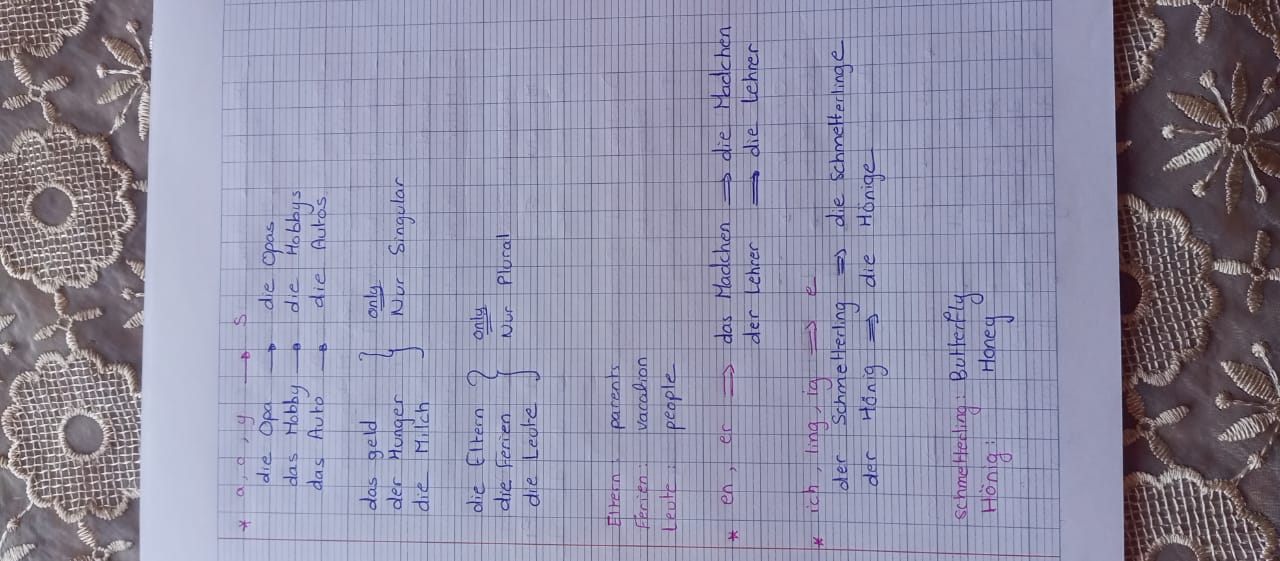 * a, o, y → s
die Opa → die Opas
das Hobby → die Hobbys
das Auto → die Autos
das geld
der Hunger } only Nur Singular
die Milch
die Eltern
die Ferien } only Nur Plural
die Leute
Eltern : parents
Ferien : vacation
Leute : people
* en, er ⇒ das Madchen ⇒ die Madchen
der Lehrer ⇒ die Lehrer
* ich, ling, ig ⇒ e
der Schmetterling ⇒ die schmetterlinge
der Hönig ⇒ die Hönige
schmetterling : Butterfly
Hönig : Honey